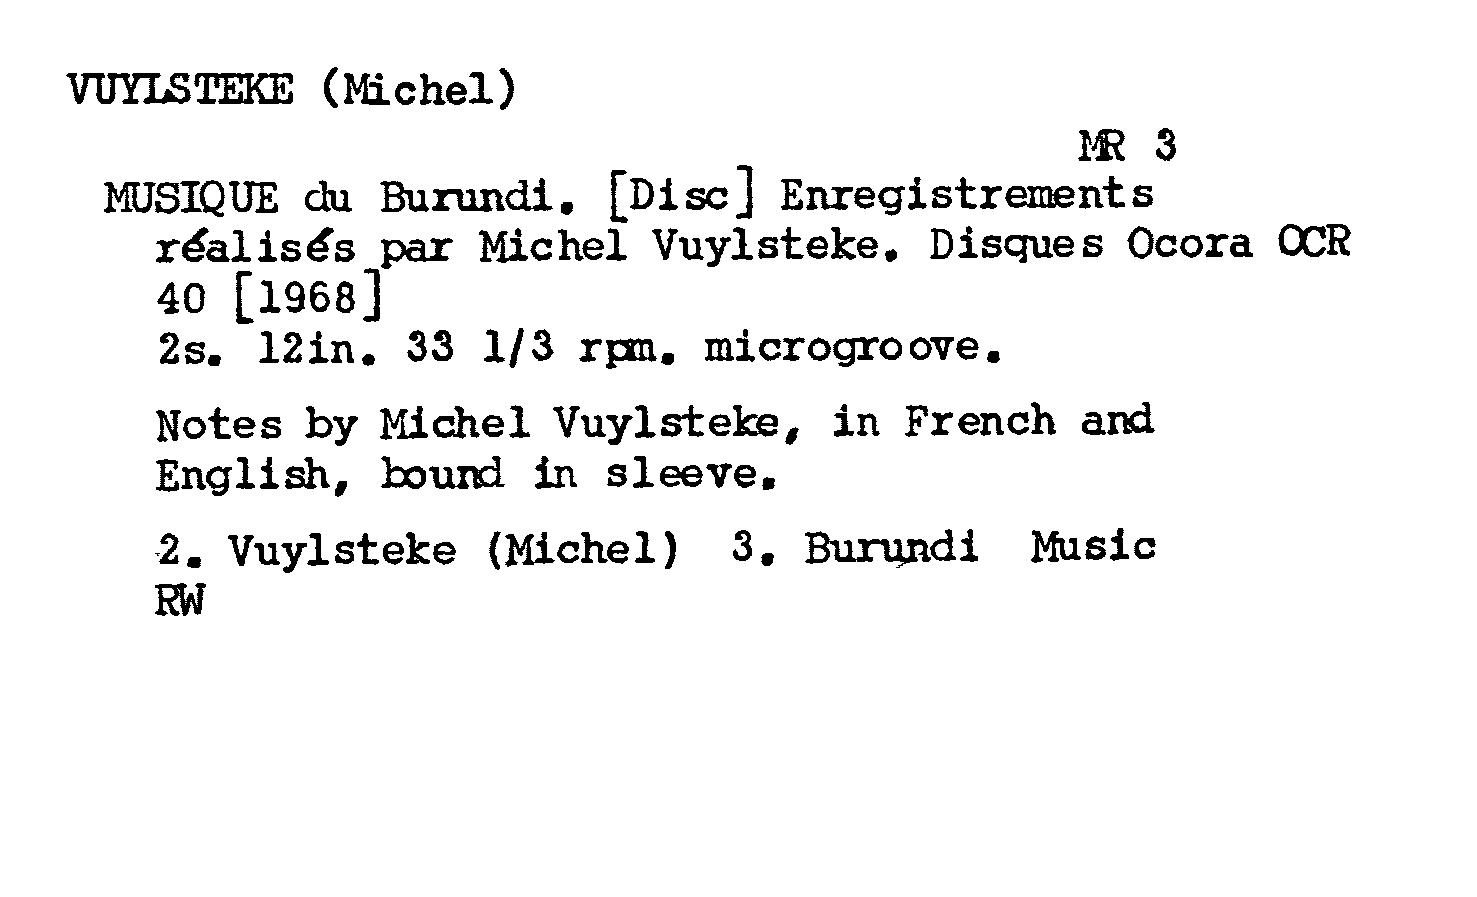 VUYLSTEKE (Michel)
MR 3
MUSIQUE du Burundi. [Disc] Enregistrements
réalisés par Michel Vuylsteke. Disques Ocora OCR
40 [1968]
2s. 12in. 33 1/3 rpm. microgroove.
Notes by Michel Vuylsteke, in French and
English, bound in sleeve.
2. Vuylsteke (Michel) 3. Burundi Music
RW